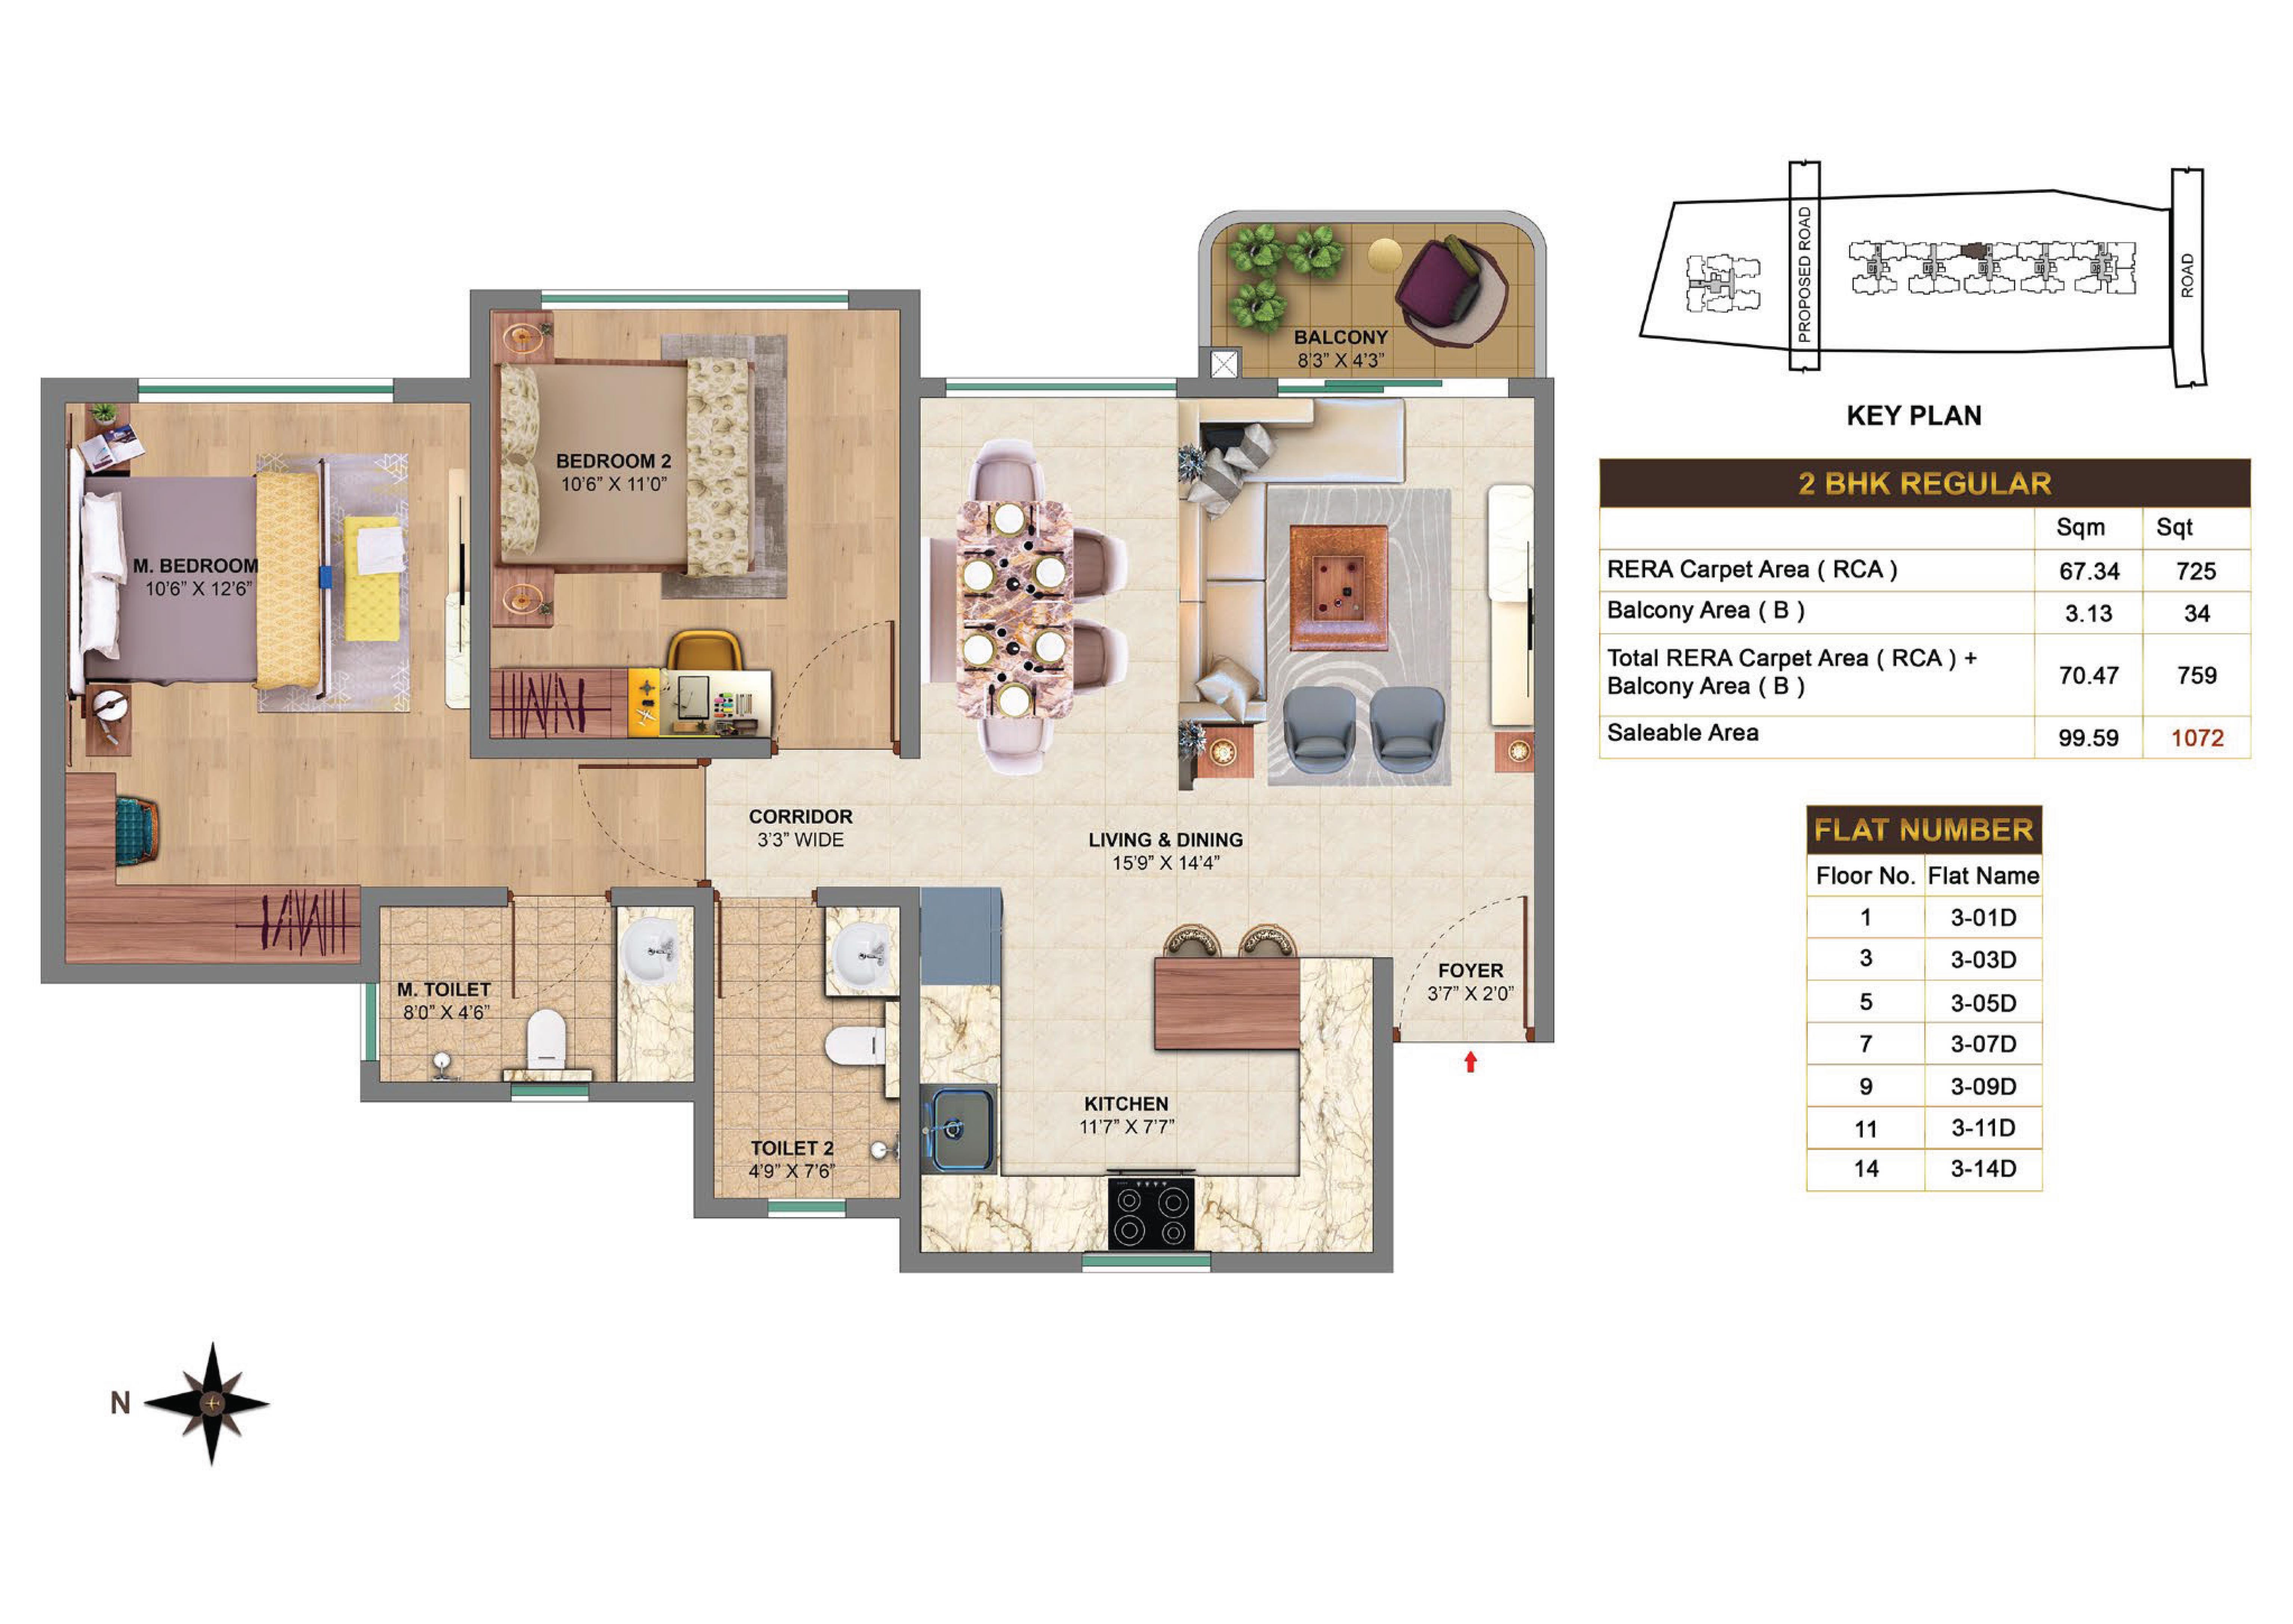 BALCONY
8'3” X 4'3”
BEDROOM 2
10'6” X 11'0”
M. BEDROOM
10'6” X 12'6”
CORRIDOR
3'3” WIDE
LIVING & DINING
15'9” X 14'4”
FOYER
3'7” X 2'0”
M. TOILET
8'0” X 4'6”
KITCHEN
11'7” X 7'7”
TOILET 2
4'9” X 7'6”
N
PROPOSED ROAD
ROAD
KEY PLAN
2 BHK REGULAR
Sqm Sqt
RERA Carpet Area ( RCA ) 67.34 725
Balcony Area ( B ) 3.13 34
Total RERA Carpet Area ( RCA ) +
Balcony Area ( B ) 70.47 759
Saleable Area 99.59 1072
FLAT NUMBER
Floor No. Flat Name
1 3-01D
3 3-03D
5 3-05D
7 3-07D
9 3-09D
11 3-11D
14 3-14D